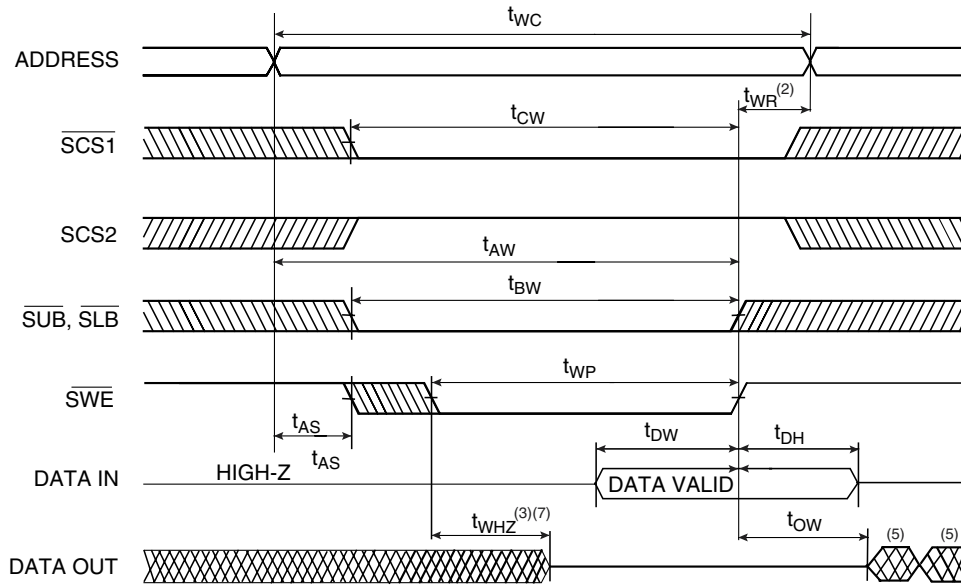 tWC
ADDRESS
tWR(2)
tCW
SCS1
SCS2
tAW
tBW
SUB, SLB
tWP
SWE
tAS
tDW
tDH
tAS
HIGH-Z
DATA IN
DATA VALID
tWHZ(3)(7)
tOW
(5)
(5)
DATA OUT